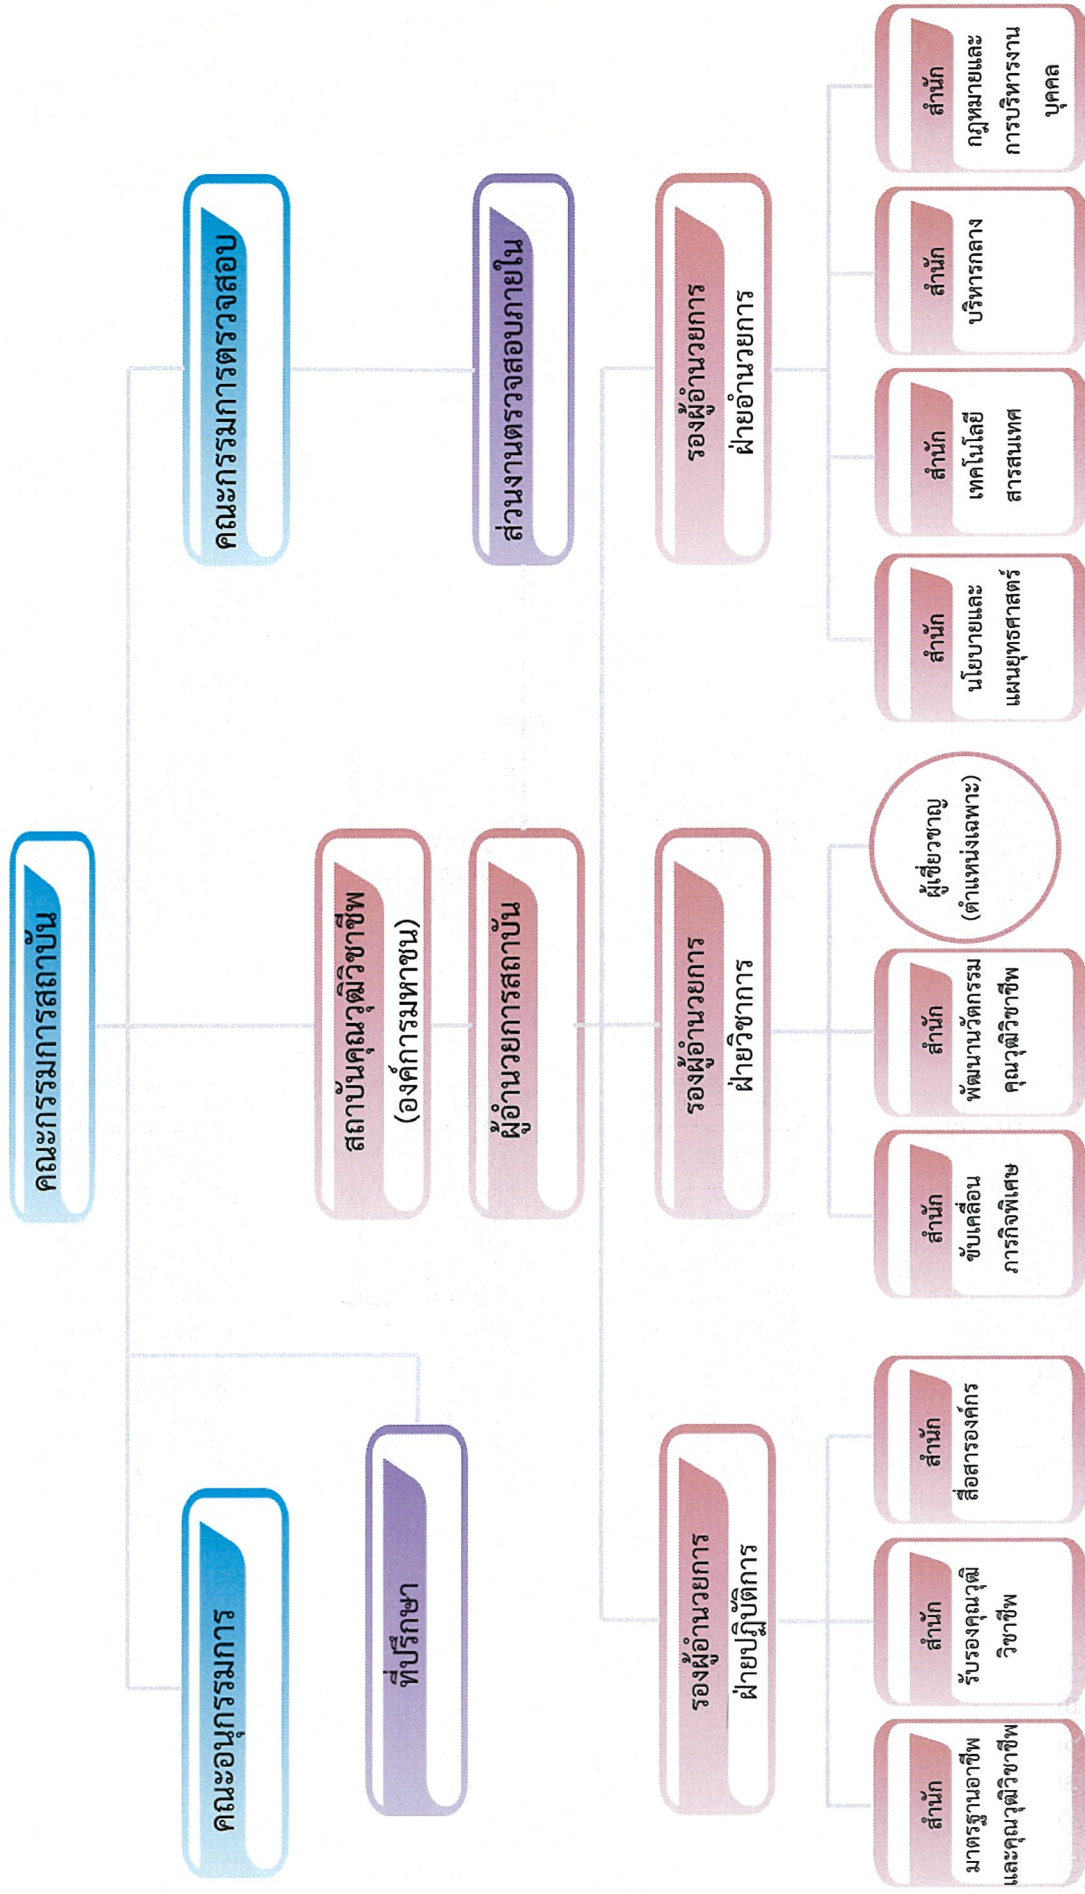 คณะกรรมการสถาบัน
คณะอนุกรรมการ
คณะกรรมการตรวจสอบ
ที่ปรึกษา
สถาบันคุณวุฒิวิชาชีพ
(องค์การมหาชน)
ผู้อำนวยการสถาบัน
ส่วนงานตรวจสอบภายใน
รองผู้อำนวยการ
ฝ่ายปฏิบัติการ
รองผู้อำนวยการ
ฝ่ายวิชาการ
รองผู้อำนวยการ
ฝ่ายอำนวยการ
สำนัก
มาตรฐานอาชีพ
และคุณวุฒิวิชาชีพ
สำนัก
รับรองคุณวุฒิ
วิชาชีพ
สำนัก
สื่อสารองค์กร
สำนัก
ขับเคลื่อน
ภารกิจพิเศษ
สำนัก
พัฒนานวัตกรรม
คุณวุฒิวิชาชีพ
ผู้เชี่ยวชาญ
(ตำแหน่งเฉพาะ)
สำนัก
นโยบายและ
แผนยุทธศาสตร์
สำนัก
เทคโนโลยี
สารสนเทศ
สำนัก
บริหารกลาง
สำนัก
กฎหมายและ
การบริหารงาน
บุคคล